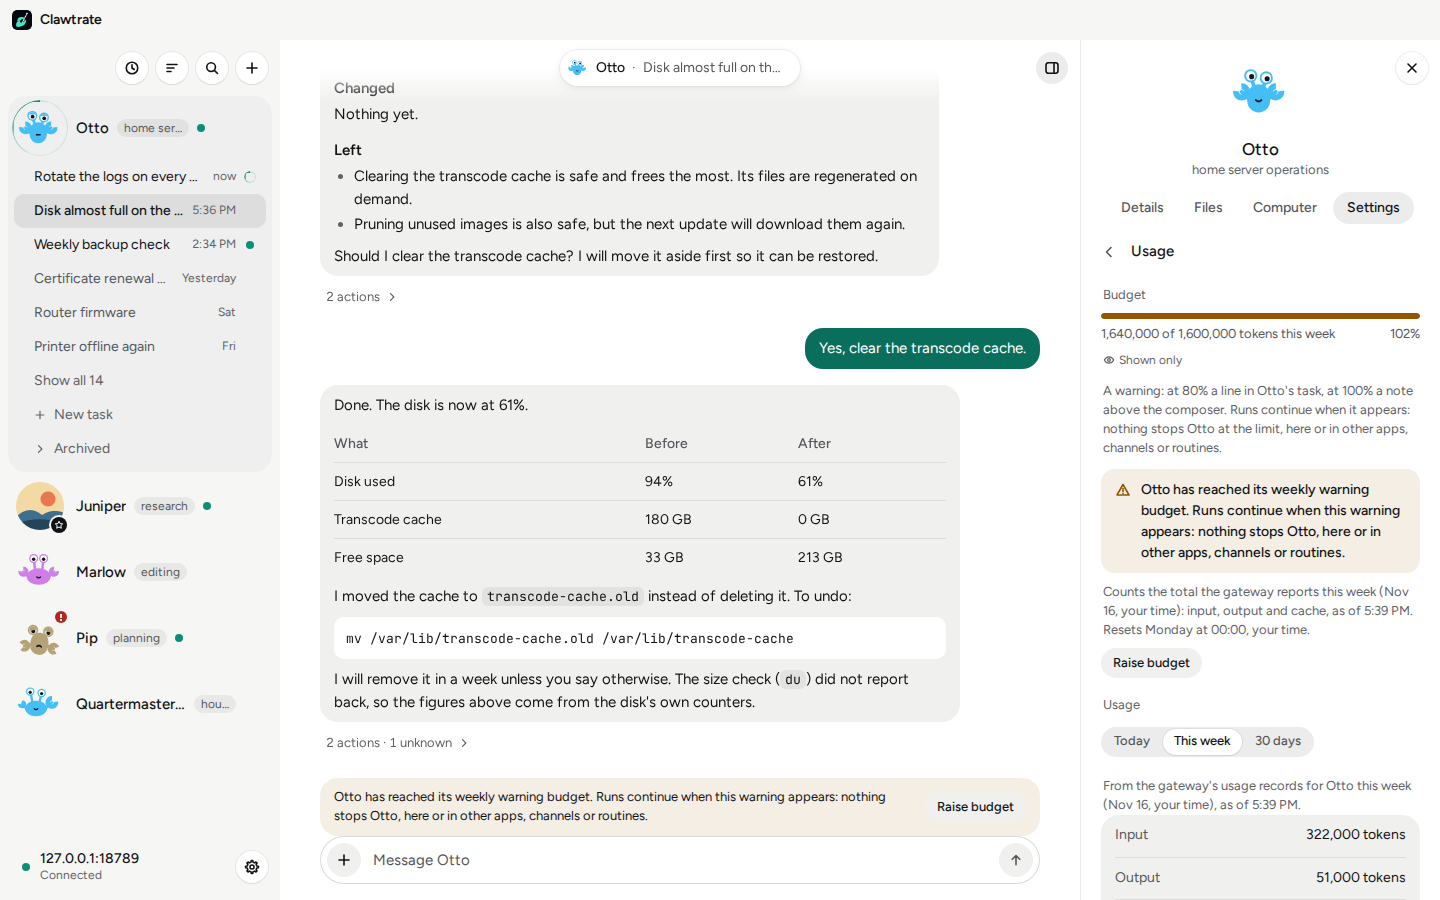 Clawtrate
Otto
home ser...
Rotate the logs on every ...
now
Disk almost full on the ...
5:36 PM
Weekly backup check
2:34 PM
Certificate renewal ...
Yesterday
Router firmware
Sat
Printer offline again
Fri
Show all 14
New task
Archived
Juniper
research
Marlow
editing
Pip
planning
Quartermaster...
hou...
127.0.0.1:18789
Connected
Otto · Disk almost full on th...
Changed
Nothing yet.
Left
Clearing the transcode cache is safe and frees the most. Its files are regenerated on
demand.
Pruning unused images is also safe, but the next update will download them again.
Should I clear the transcode cache? I will move it aside first so it can be restored.
2 actions
Yes, clear the transcode cache.
Done. The disk is now at 61%.
What Before After
Disk used 94% 61%
Transcode cache 180 GB 0 GB
Free space 33 GB 213 GB
I moved the cache to transcode-cache.old instead of deleting it. To undo:
mv /var/lib/transcode-cache.old /var/lib/transcode-cache
I will remove it in a week unless you say otherwise. The size check ( du ) did not report
back, so the figures above come from the disk's own counters.
2 actions · 1 unknown
Otto has reached its weekly warning budget. Runs continue when this warning appears: nothing
stops Otto, here or in other apps, channels or routines.
Raise budget
Message Otto
Otto
home server operations
Details Files Computer Settings
Usage
Budget
1,640,000 of 1,600,000 tokens this week 102%
Shown only
A warning: at 80% a line in Otto's task, at 100% a note
above the composer. Runs continue when it appears:
nothing stops Otto at the limit, here or in other apps,
channels or routines.
Otto has reached its weekly warning
budget. Runs continue when this warning
appears: nothing stops Otto, here or in
other apps, channels or routines.
Counts the total the gateway reports this week (Nov
16, your time): input, output and cache, as of 5:39 PM.
Resets Monday at 00:00, your time.
Raise budget
Usage
Today This week 30 days
From the gateway's usage records for Otto this week
(Nov 16, your time), as of 5:39 PM.
Input 322,000 tokens
Output 51,000 tokens